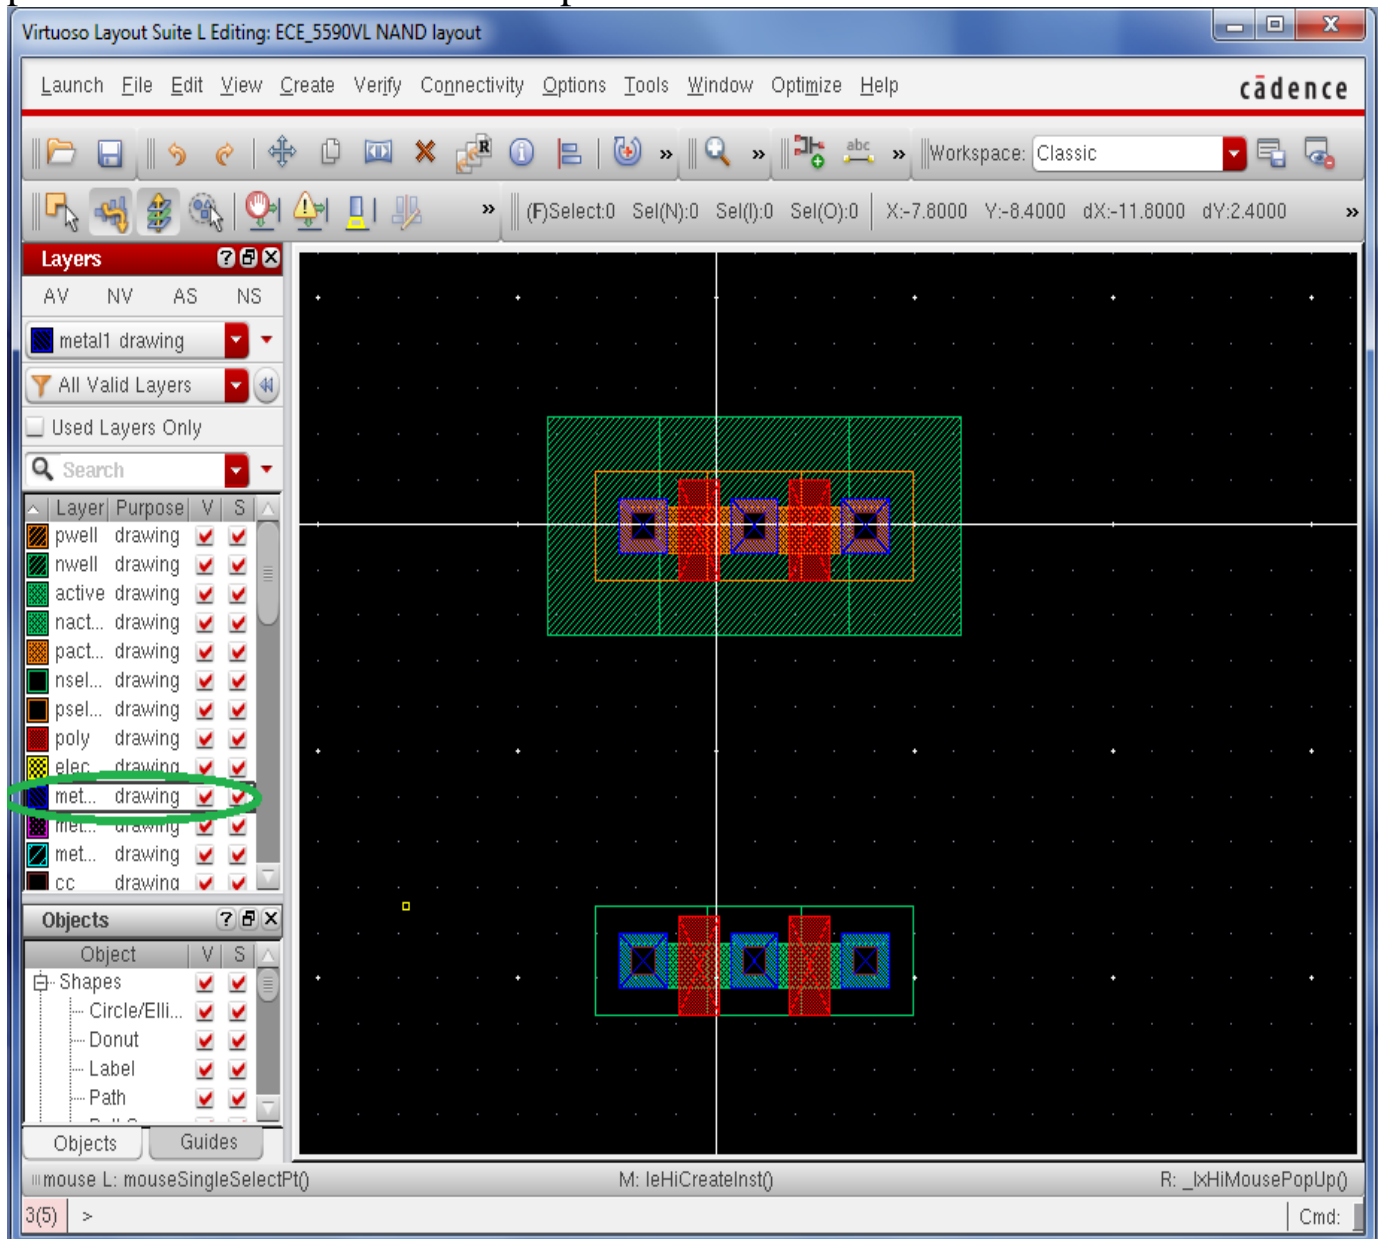 Virtuoso Layout Suite L Editing: ECE_5590VL NAND layout
Launch File Edit View Create Verify Connectivity Options Tools Window Optimize Help
cādence
R
abc
Workspace: Classic
(F)Select:0 Sel(N):0 Sel(I):0 Sel(O):0 X:-7.8000 Y:-8.4000 dX:-11.8000 dY:2.4000
Layers
AV NV AS NS
metal1 drawing
All Valid Layers
Used Layers Only
Search
Layer Purpose V S
pwell drawing
nwell drawing
active drawing
nact... drawing
pact... drawing
nsel... drawing
psel... drawing
poly drawing
elec drawing
met... drawing
met... drawing
met... drawing
cc drawing
Objects
Object V S
Shapes
Circle/Elli...
Donut
Label
Path
Objects Guides
mouse L: mouseSingleSelectPt() M: leHiCreateInst() R: _lxHiMousePopUp()
3(5) > Cmd: